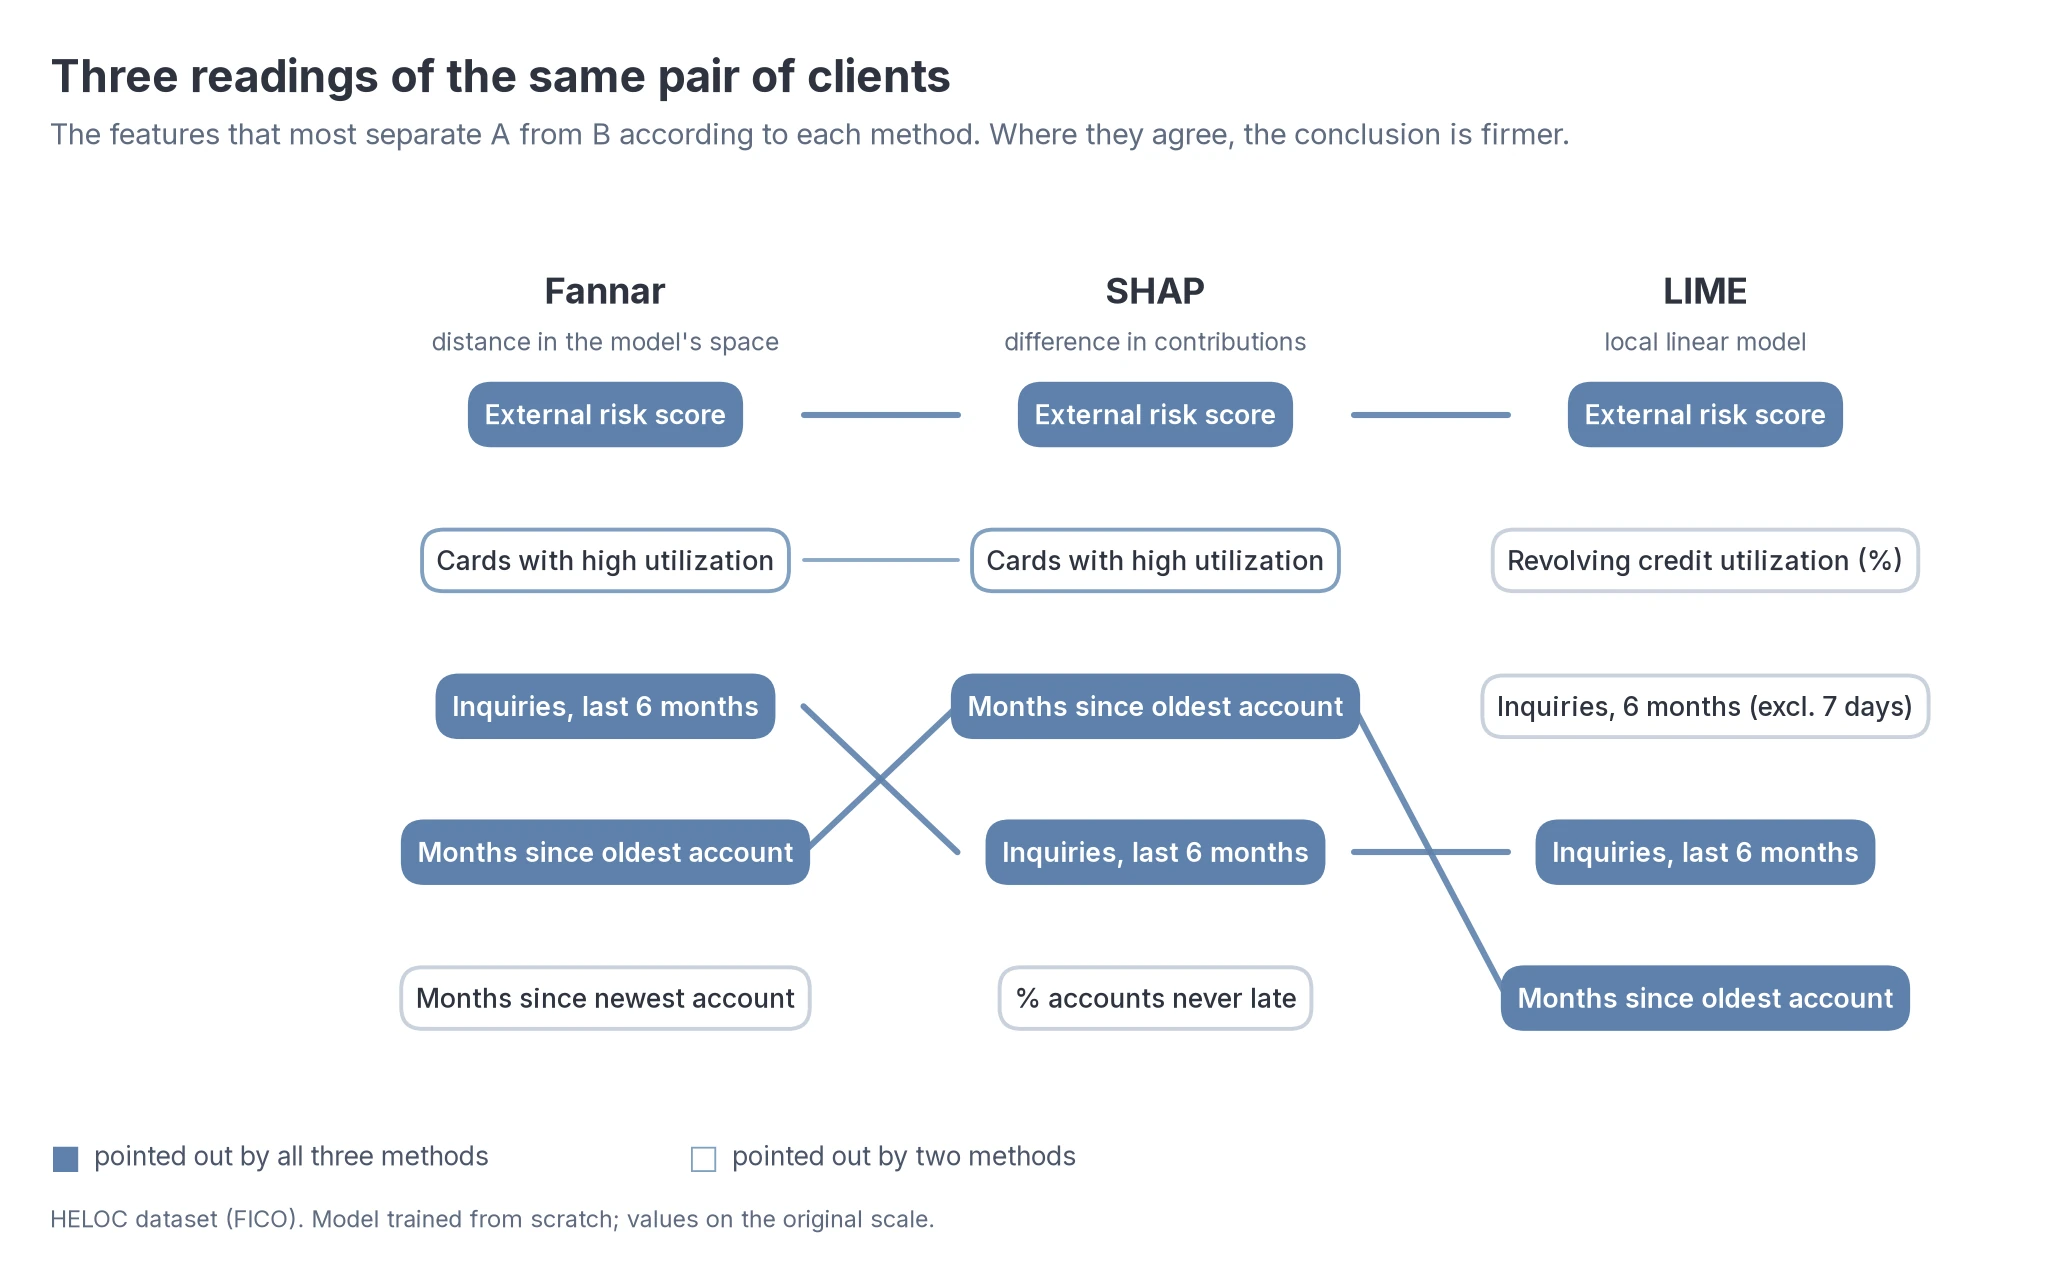 Three readings of the same pair of clients
The features that most separate A from B according to each method. Where they agree, the conclusion is firmer.
Fannar
SHAP
LIME
distance in the model's space
difference in contributions
local linear model
External risk score
External risk score
External risk score
Cards with high utilization
Cards with high utilization
Revolving credit utilization (%)
Inquiries, last 6 months
Months since oldest account
Inquiries, 6 months (excl. 7 days)
Months since oldest account
Inquiries, last 6 months
Inquiries, last 6 months
Months since newest account
% accounts never late
Months since oldest account
pointed out by all three methods
pointed out by two methods
HELOC dataset (FICO). Model trained from scratch; values on the original scale.